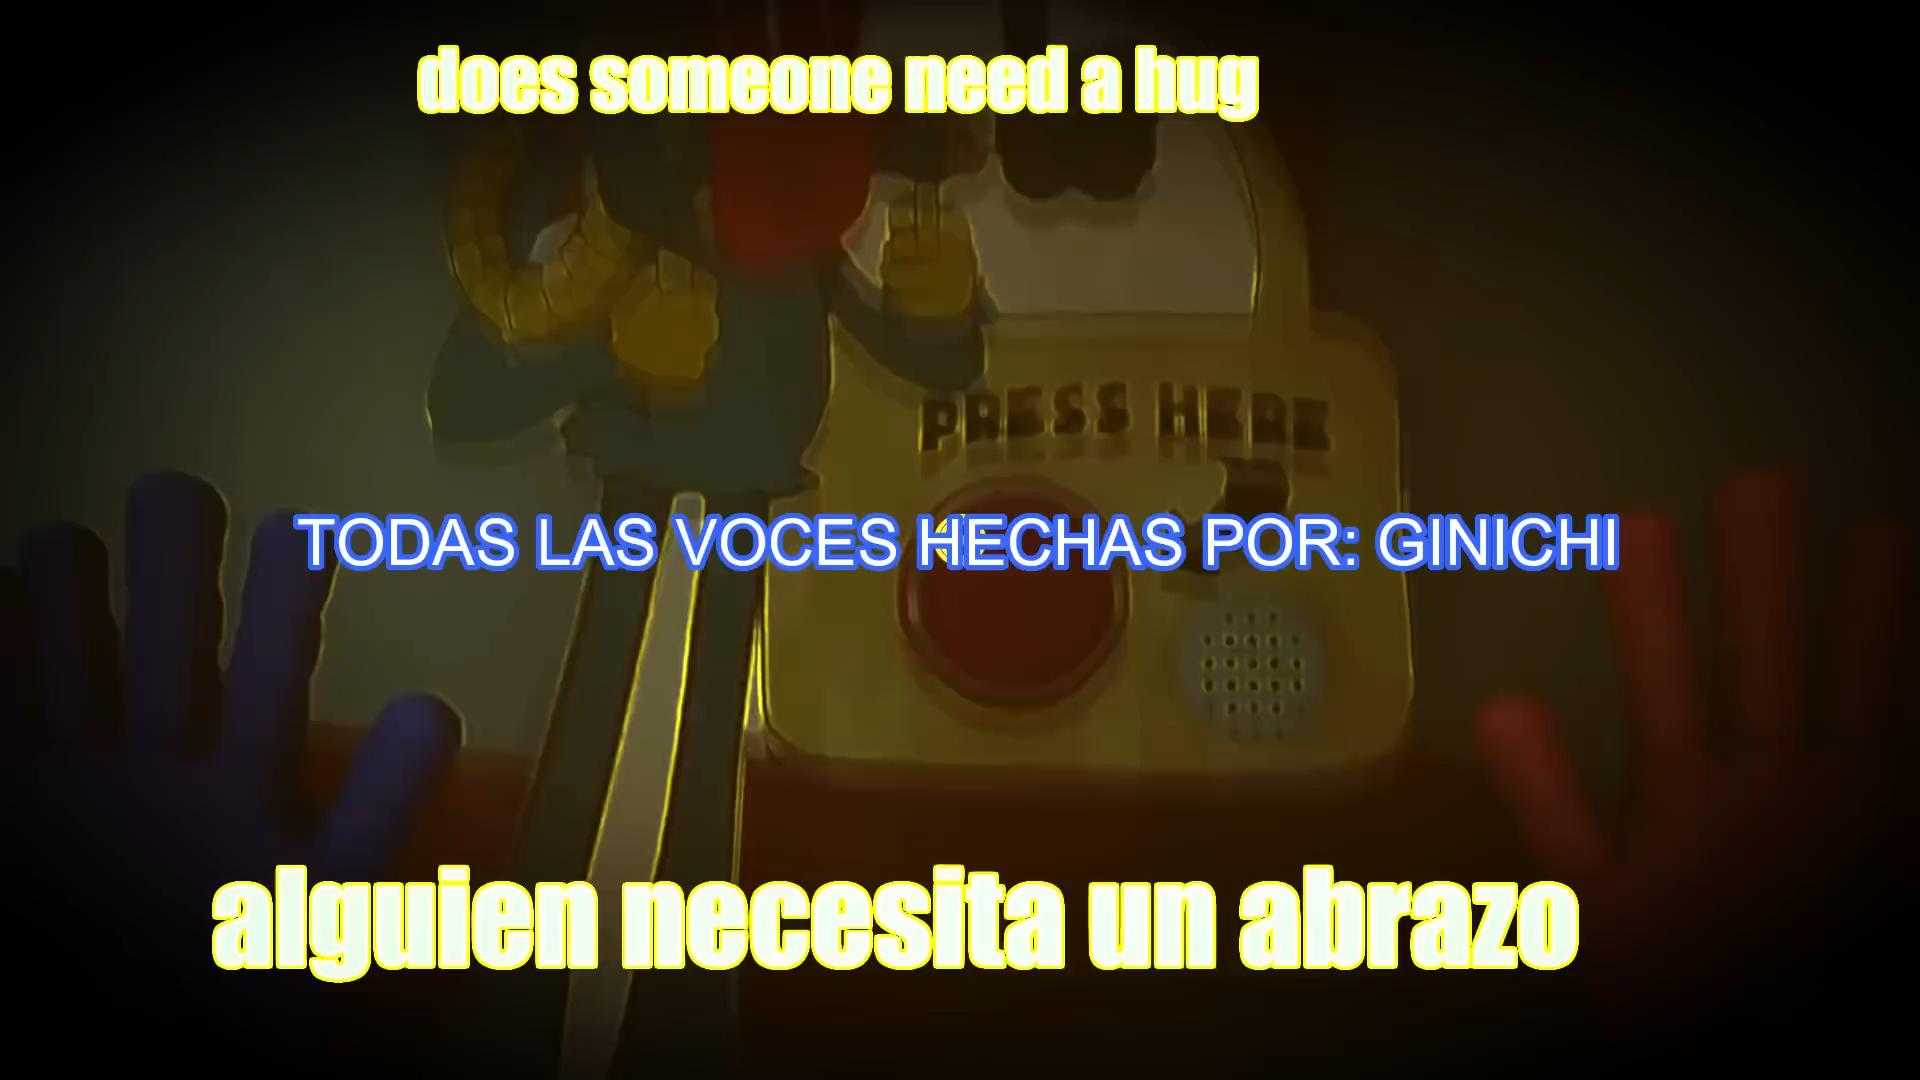 does someone need a hug
PRESS HERE
TODAS LAS VOCES HECHAS POR: GINICHI
alguien necesita un abrazo